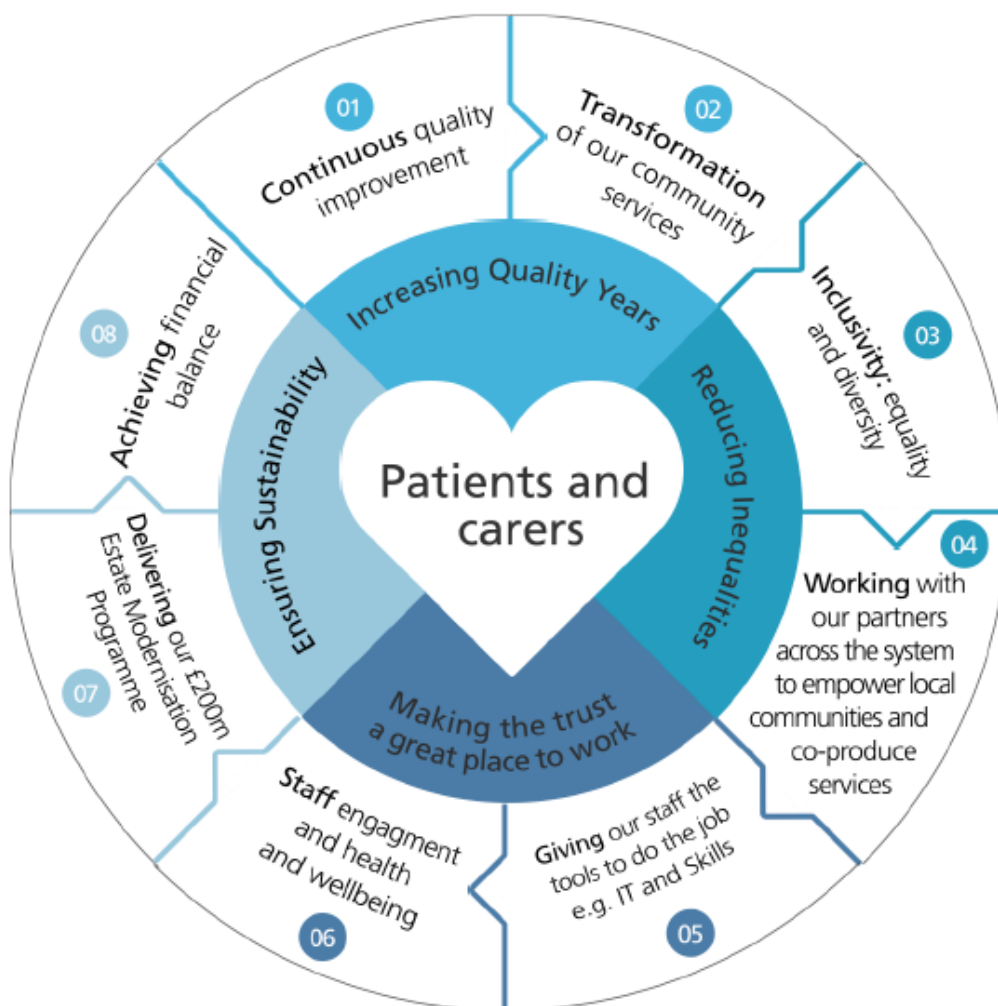 Patients and
carers
Increasing Quality Years
Reducing Inequalities
Making the trust
a great place to work
Ensuring Sustainability
01
Continuous quality
improvement
02
Transformation
of our community
services
03
Inclusivity: equality
and diversity
04
Working with
our partners
across the system
to empower local
communities and
co-produce
services
05
Giving our staff the
tools to do the job
e.g. IT and Skills
06
Staff engagment
and health
and wellbeing
07
Delivering our £200m
Estate Modernisation
Programme
08
Achieving financial
balance